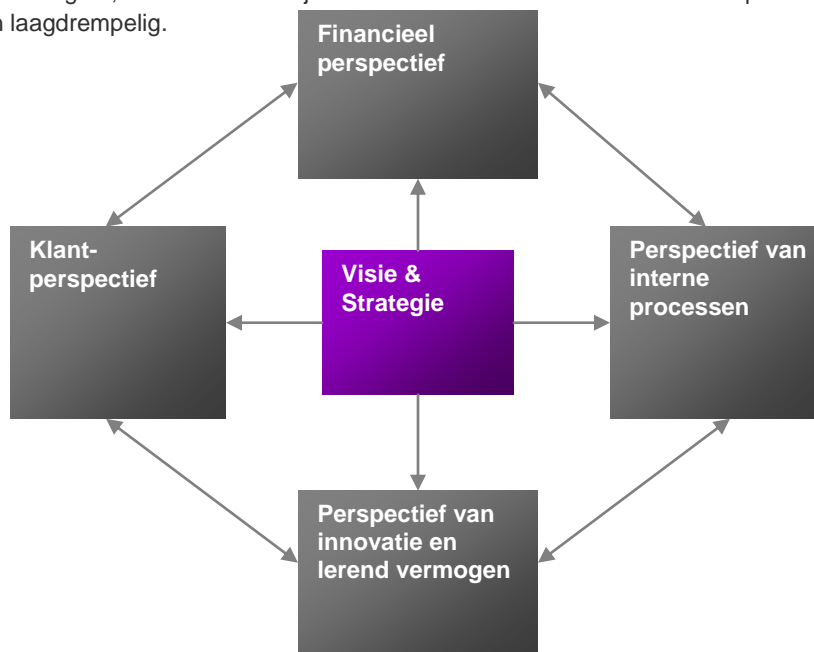 n laagdrempelig.
Financieel
perspectief
Klant-
perspectief
Visie &
Strategie
Perspectief van
interne
processen
Perspectief van
innovatie en
lerend vermogen